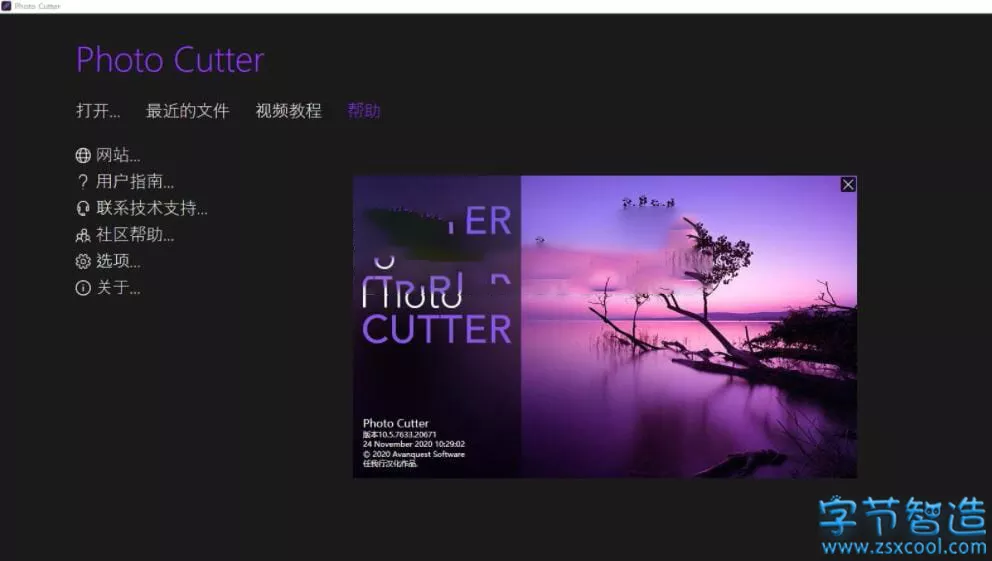 Photo Cutter
Photo Cutter
打开... 最近的文件 视频教程 帮助
网站...
用户指南...
联系技术支持...
社区帮助...
选项...
关于...
CUTTER
Photo Cutter
版本10.5.7633.20671
24 November 2020 10:29:02
© 2020 Avanquest Software
任我行汉化作品.
字节智造
www.zsxcool.com